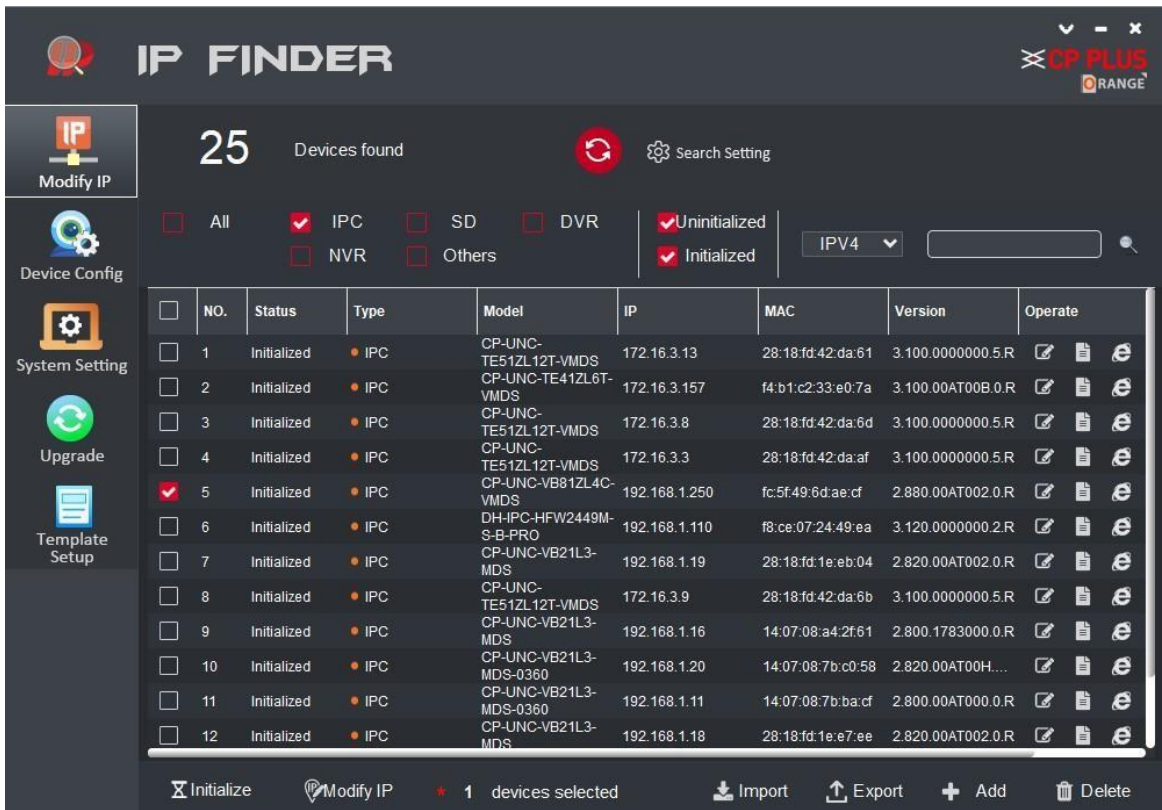 IP FINDER
CP PLUS
ORANGE
Modify IP
Device Config
System Setting
Upgrade
Template
Setup
25 Devices found Search Setting
All IPC SD DVR Uninitialized
NVR Others Initialized
IPV4
NO. Status Type Model IP MAC Version Operate
1 Initialized IPC CP-UNC-TE51ZL12T-VMDS 172.16.3.13 28:18:fd:42:da:61 3.100.0000000.5.R
2 Initialized IPC CP-UNC-TE41ZL6T-VMDS 172.16.3.157 f4:b1:c2:33:e0:7a 3.100.00AT00B.0.R
3 Initialized IPC CP-UNC-TE51ZL12T-VMDS 172.16.3.8 28:18:fd:42:da:6d 3.100.0000000.5.R
4 Initialized IPC CP-UNC-TE51ZL12T-VMDS 172.16.3.3 28:18:fd:42:da:af 3.100.0000000.5.R
5 Initialized IPC CP-UNC-VB81ZL4C-VMDS 192.168.1.250 fc:5f:49:6d:ae:cf 2.880.00AT002.0.R
6 Initialized IPC DH-IPC-HFW2449M-S-B-PRO 192.168.1.110 f8:ce:07:24:49:ea 3.120.0000000.2.R
7 Initialized IPC CP-UNC-VB21L3-MDS 192.168.1.19 28:18:fd:1e:eb:04 2.820.00AT002.0.R
8 Initialized IPC CP-UNC-TE51ZL12T-VMDS 172.16.3.9 28:18:fd:42:da:6b 3.100.0000000.5.R
9 Initialized IPC CP-UNC-VB21L3-MDS 192.168.1.16 14:07:08:a4:2f:61 2.800.1783000.0.R
10 Initialized IPC CP-UNC-VB21L3-MDS-0360 192.168.1.20 14:07:08:7b:c0:58 2.820.00AT00H....
11 Initialized IPC CP-UNC-VB21L3-MDS-0360 192.168.1.11 14:07:08:7b:ba:cf 2.800.00AT000.0.R
12 Initialized IPC CP-UNC-VB21L3-MDS 192.168.1.18 28:18:fd:1e:e7:ee 2.820.00AT002.0.R
Initialize Modify IP * 1 devices selected Import Export Add Delete